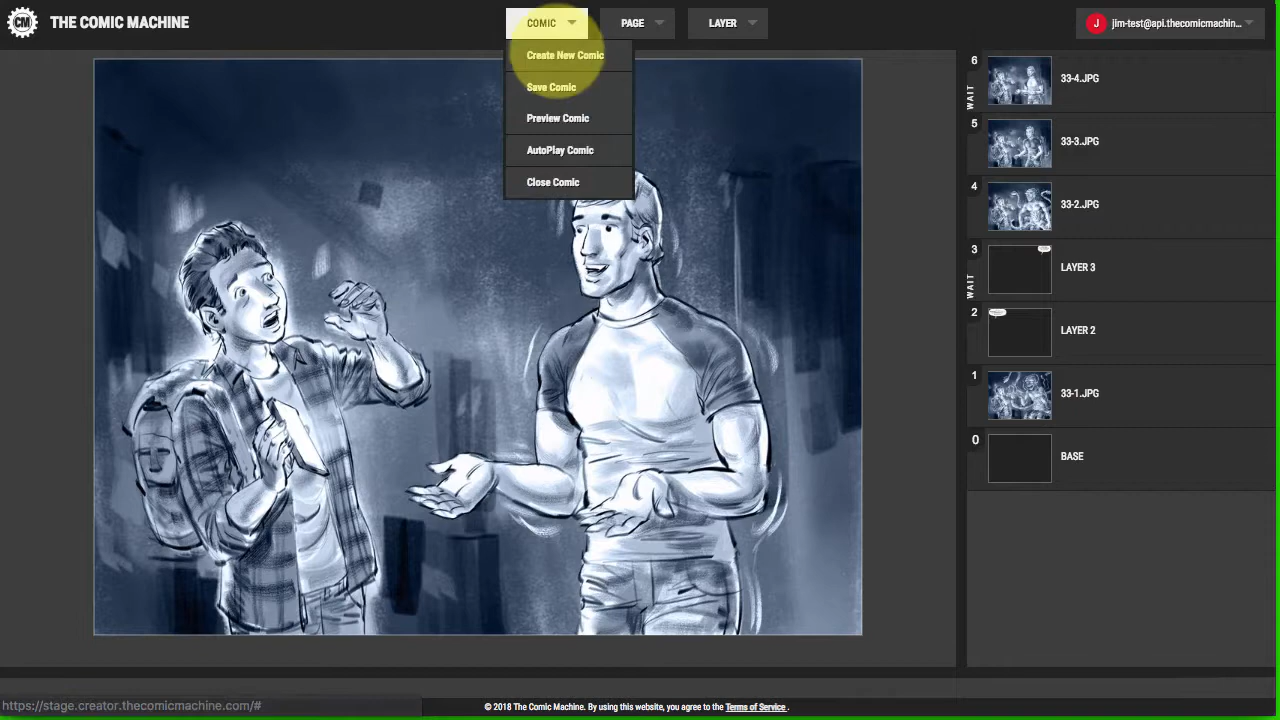 CM THE COMIC MACHINE
COMIC
PAGE
LAYER
J jim-test@api.thecomicmachin...
Create New Comic
Save Comic
Preview Comic
AutoPlay Comic
Close Comic
6 WAIT 33-4.JPG
5 33-3.JPG
4 33-2.JPG
3 WAIT LAYER 3
2 LAYER 2
1 33-1.JPG
0 BASE
https://stage.creator.thecomicmachine.com/#
© 2018 The Comic Machine. By using this website, you agree to the Terms of Service .